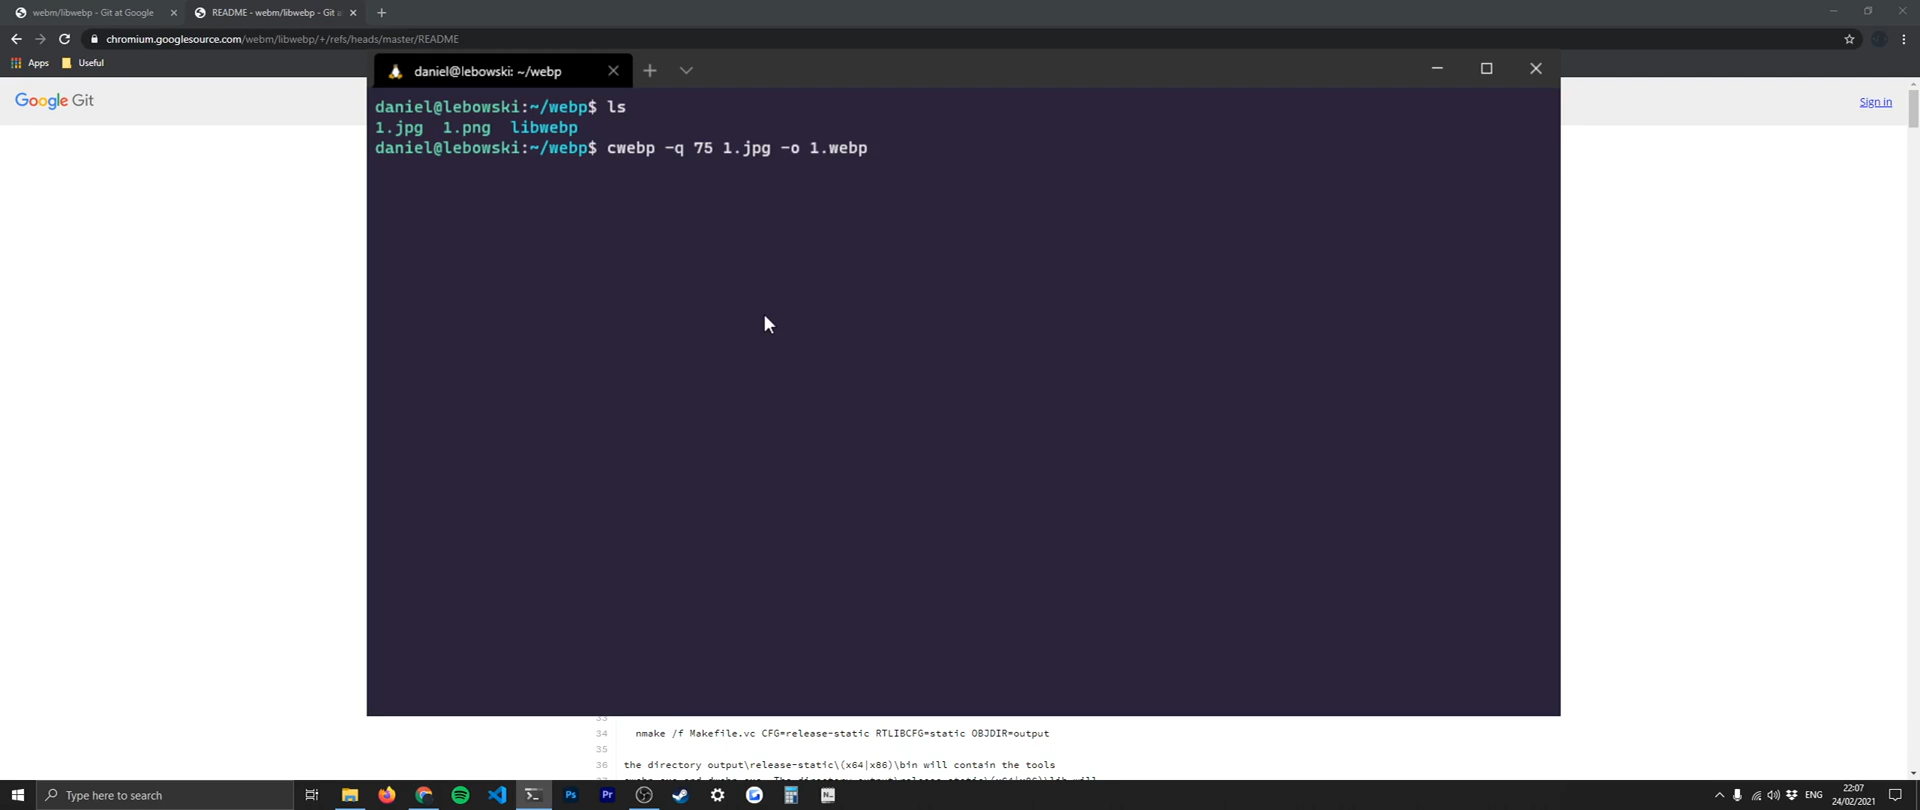 webm/libwebp - Git at Google
README - webm/libwebp - Git a
chromium.googlesource.com/webm/libwebp/+/refs/heads/master/README
Apps Useful
Google Git
Sign in
daniel@lebowski: ~/webp
daniel@lebowski:~/webp$ ls
1.jpg 1.png libwebp
daniel@lebowski:~/webp$ cwebp -q 75 1.jpg -o 1.webp
33
34 nmake /f Makefile.vc CFG=release-static RTLIBCFG=static OBJDIR=output
35
36 the directory output\release-static\(x64|x86)\bin will contain the tools
Type here to search
Ps
Pr
ENG
22:07
24/02/2021